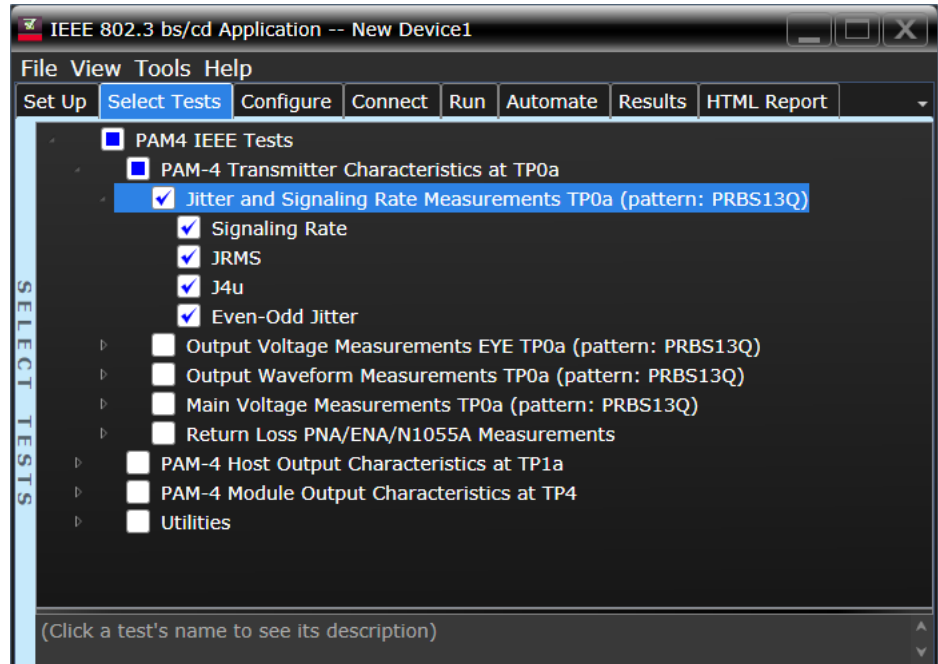 IEEE 802.3 bs/cd Application -- New Device1
File View Tools Help
Set Up Select Tests Configure Connect Run Automate Results HTML Report
SELECT TESTS
PAM4 IEEE Tests
PAM-4 Transmitter Characteristics at TP0a
Jitter and Signaling Rate Measurements TP0a (pattern: PRBS13Q)
Signaling Rate
JRMS
J4u
Even-Odd Jitter
Output Voltage Measurements EYE TP0a (pattern: PRBS13Q)
Output Waveform Measurements TP0a (pattern: PRBS13Q)
Main Voltage Measurements TP0a (pattern: PRBS13Q)
Return Loss PNA/ENA/N1055A Measurements
PAM-4 Host Output Characteristics at TP1a
PAM-4 Module Output Characteristics at TP4
Utilities
(Click a test's name to see its description)